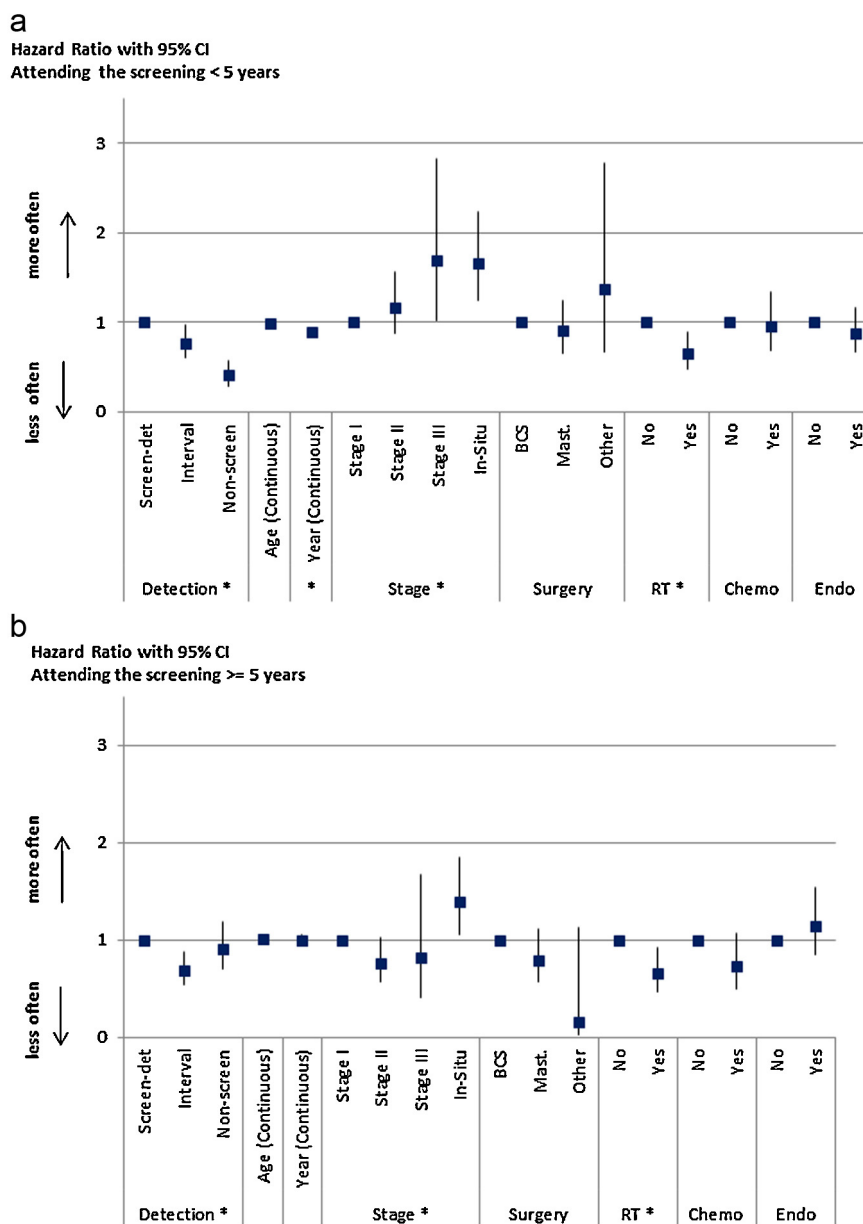 a
Hazard Ratio with 95% CI
Attending the screening < 5 years
3
2
1
0
more often
less often
Screen-det
Interval
Non-screen
Age (Continuous)
Year (Continuous)
Stage I
Stage II
Stage III
In-Situ
BCS
Mast.
Other
No
Yes
No
Yes
No
Yes
Detection *
*
Stage *
Surgery
RT *
Chemo
Endo
b
Hazard Ratio with 95% CI
Attending the screening >= 5 years
3
2
1
0
more often
less often
Screen-det
Interval
Non-screen
Age (Continuous)
Year (Continuous)
Stage I
Stage II
Stage III
In-Situ
BCS
Mast.
Other
No
Yes
No
Yes
No
Yes
Detection *
Stage *
Surgery
RT *
Chemo
Endo